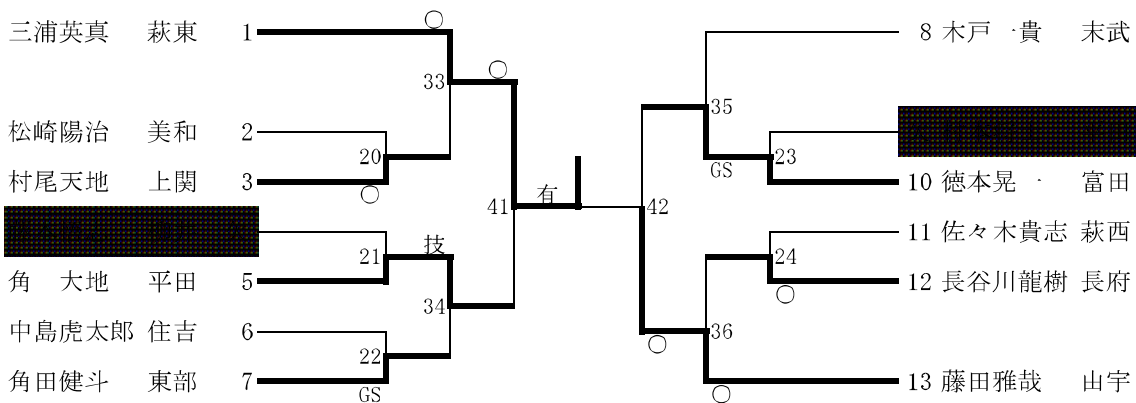 三浦英真 萩東 1
松崎陽治 美和 2
村尾天地 上関 3
角 大地 平田 5
中島虎太郎 住吉 6
角田健斗 東部 7
○
33
○
20
○
21
技
34
22
GS
41
有
42
35
GS
23
24
○
○
36
○
8 木戸一貴 末武
10 徳本晃一 富田
11 佐々木貴志 萩西
12 長谷川龍樹 長府
13 藤田雅哉 山宇